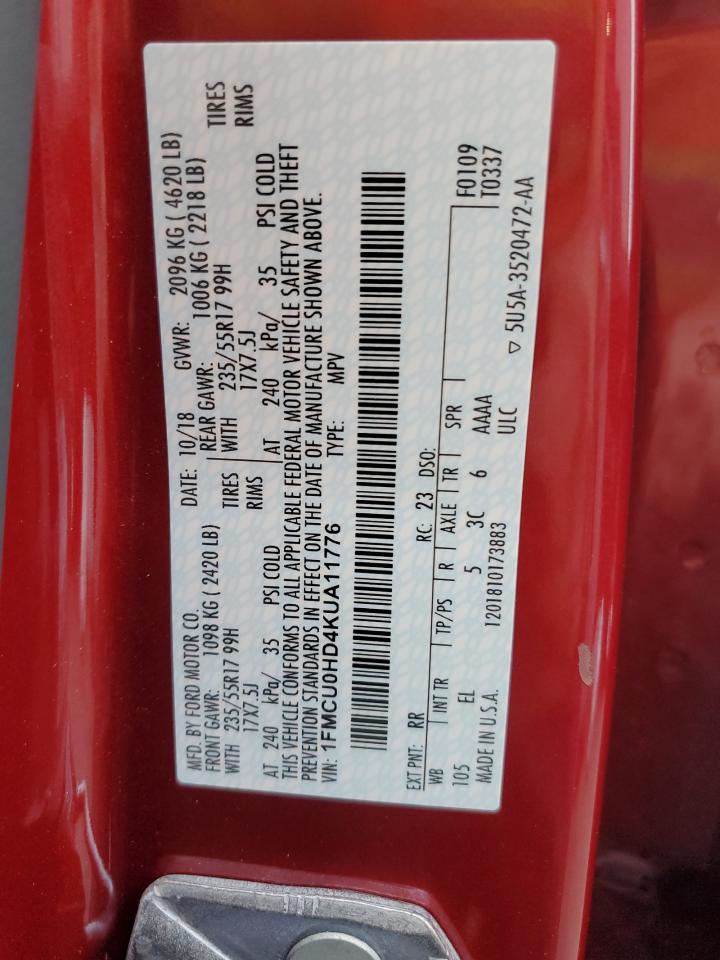 MFD. BY FORD MOTOR CO. DATE: 10/18 GVWR: 2096 KG ( 4620 LB)
FRONT GAWR: 1098 KG ( 2420 LB) REAR GAWR: 1006 KG ( 2218 LB)
WITH 235/55R17 99H TIRES WITH 235/55R17 99H TIRES
17X7.5J RIMS 17X7.5J RIMS
AT 240 kPa/ 35 PSI COLD AT 240 kPa/ 35 PSI COLD
THIS VEHICLE CONFORMS TO ALL APPLICABLE FEDERAL MOTOR VEHICLE SAFETY AND THEFT
PREVENTION STANDARDS IN EFFECT ON THE DATE OF MANUFACTURE SHOWN ABOVE.
VIN: 1FMCU0HD4KUA11776 TYPE: MPV
EXT PNT: RR RC: 23 DSO: F0109
WB INT TR TP/PS R AXLE TR SPR T0337
105 EL 5 3C 6 AAAA
MADE IN U.S.A. 1201810173883 ULC
▽ 5U5A-3520472-AA